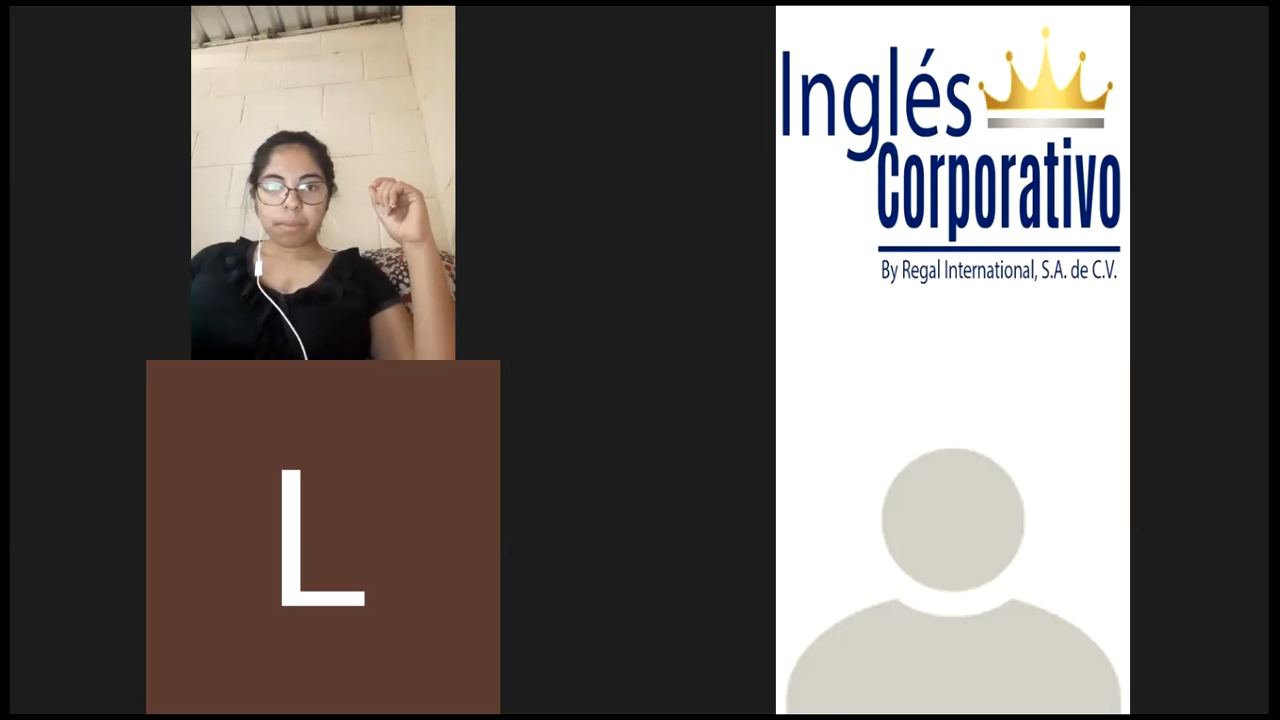 Inglés
Corporativo
By Regal International, S.A. de C.V.
L